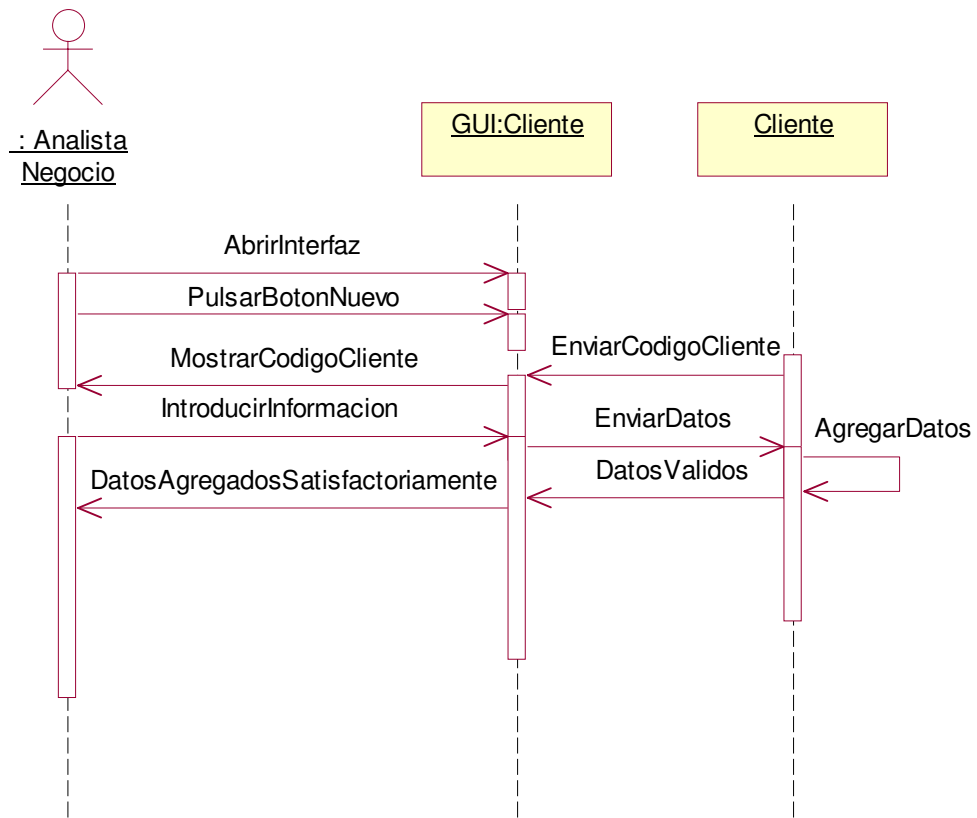 _ : Analista
Negocio
GUI:Cliente
Cliente
AbrirInterfaz
PulsarBotonNuevo
EnviarCodigoCliente
MostrarCodigoCliente
IntroducirInformacion
EnviarDatos
AgregarDatos
DatosValidos
DatosAgregadosSatisfactoriamente